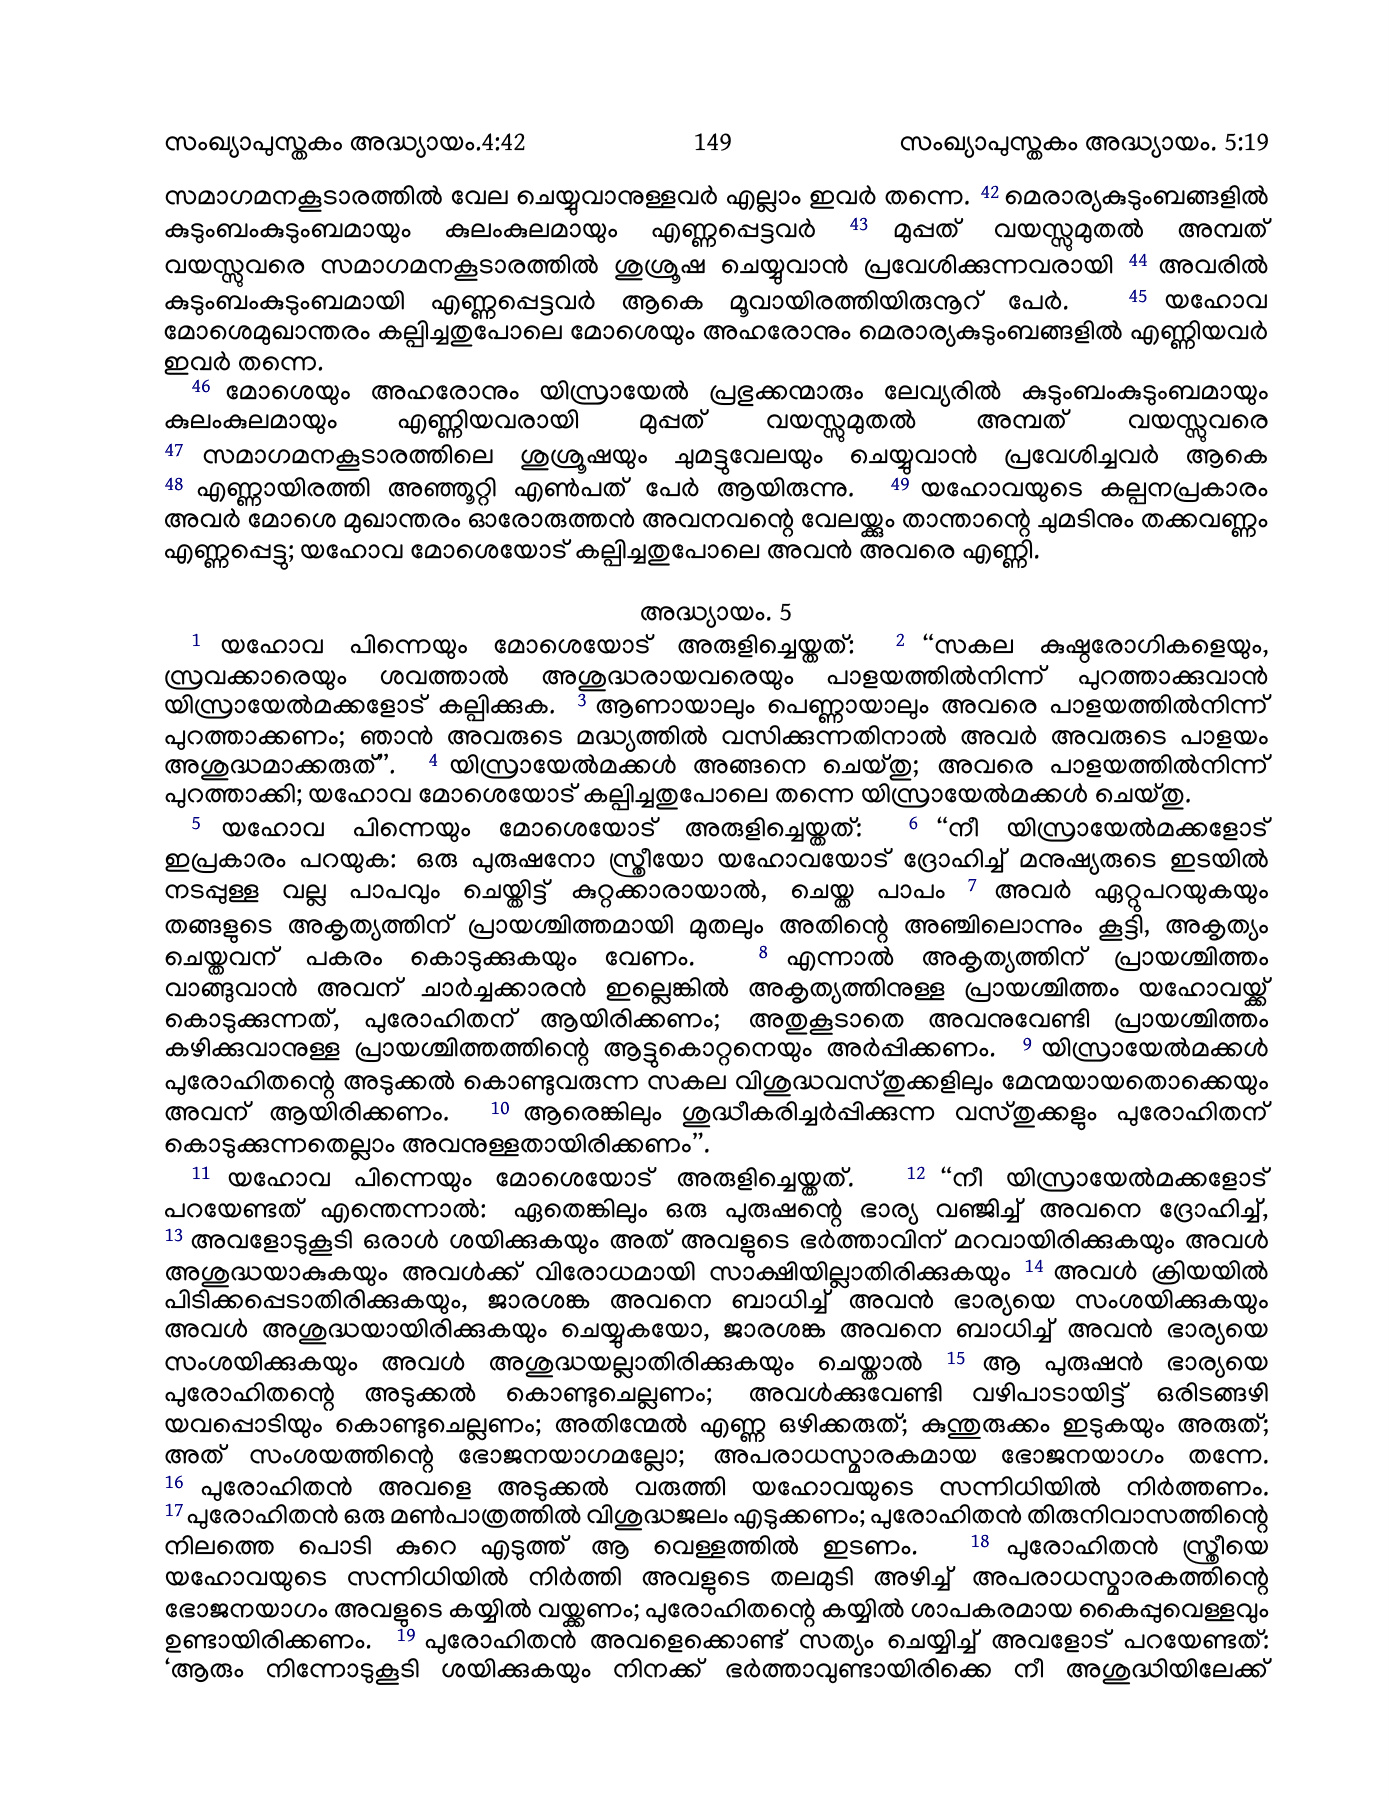 സംഖ്യാപുസ്തകം അദ്ധ്യായം.4:42 149 സംഖ്യാപുസ്തകം അദ്ധ്യായം. 5:19
സമാഗമനകൂടാരത്തിൽ വേല ചെയ്യുവാനുള്ളവർ എല്ലാം ഇവർ തന്നെ. 42 മെരാര്യകുടുംബങ്ങളിൽ
കുടുംബംകുടുംബമായും കുലംകുലമായും എണ്ണപ്പെട്ടവർ 43 മുപ്പത് വയസ്സുമുതൽ അമ്പത്
വയസ്സുവരെ സമാഗമനകൂടാരത്തിൽ ശുശ്രൂഷ ചെയ്യുവാൻ പ്രവേശിക്കുന്നവരായി 44 അവരിൽ
കുടുംബംകുടുംബമായി എണ്ണപ്പെട്ടവർ ആകെ മൂവായിരത്തിയിരുനൂറ് പേർ. 45 യഹോവ
മോശെമുഖാന്തരം കല്പിച്ചതുപോലെ മോശെയും അഹരോനും മെരാര്യകുടുംബങ്ങളിൽ എണ്ണിയവർ
ഇവർ തന്നെ.
46 മോശെയും അഹരോനും യിസ്രായേൽ പ്രഭുക്കന്മാരും ലേവ്യരിൽ കുടുംബംകുടുംബമായും
കുലംകുലമായും എണ്ണിയവരായി മുപ്പത് വയസ്സുമുതൽ അമ്പത് വയസ്സുവരെ
47 സമാഗമനകൂടാരത്തിലെ ശുശ്രൂഷയും ചുമട്ടുവേലയും ചെയ്യുവാൻ പ്രവേശിച്ചവർ ആകെ
48 എണ്ണായിരത്തി അഞ്ഞൂറ്റി എൺപത് പേർ ആയിരുന്നു. 49 യഹോവയുടെ കല്പനപ്രകാരം
അവർ മോശെ മുഖാന്തരം ഓരോരുത്തൻ അവനവന്റെ വേലയ്ക്കും താന്താന്റെ ചുമടിനും തക്കവണ്ണം
എണ്ണപ്പെട്ടു; യഹോവ മോശെയോട് കല്പിച്ചതുപോലെ അവൻ അവരെ എണ്ണി.
അദ്ധ്യായം. 5
1 യഹോവ പിന്നെയും മോശെയോട് അരുളിച്ചെയ്തത്: 2 “സകല കുഷ്ഠരോഗികളെയും,
സ്രവക്കാരെയും ശവത്താൽ അശുദ്ധരായവരെയും പാളയത്തിൽനിന്ന് പുറത്താക്കുവാൻ
യിസ്രായേൽമക്കളോട് കല്പിക്കുക. 3 ആണായാലും പെണ്ണായാലും അവരെ പാളയത്തിൽനിന്ന്
പുറത്താക്കണം; ഞാൻ അവരുടെ മദ്ധ്യത്തിൽ വസിക്കുന്നതിനാൽ അവർ അവരുടെ പാളയം
അശുദ്ധമാക്കരുത്”. 4 യിസ്രായേൽമക്കൾ അങ്ങനെ ചെയ്തു; അവരെ പാളയത്തിൽനിന്ന്
പുറത്താക്കി; യഹോവ മോശെയോട് കല്പിച്ചതുപോലെ തന്നെ യിസ്രായേൽമക്കൾ ചെയ്തു.
5 യഹോവ പിന്നെയും മോശെയോട് അരുളിച്ചെയ്തത്: 6 “നീ യിസ്രായേൽമക്കളോട്
ഇപ്രകാരം പറയുക: ഒരു പുരുഷനോ സ്ത്രീയോ യഹോവയോട് ദ്രോഹിച്ച് മനുഷ്യരുടെ ഇടയിൽ
നടപ്പുള്ള വല്ല പാപവും ചെയ്തിട്ട് കുറ്റക്കാരായാൽ, ചെയ്ത പാപം 7 അവർ ഏറ്റുപറയുകയും
തങ്ങളുടെ അകൃത്യത്തിന് പ്രായശ്ചിത്തമായി മുതലും അതിന്റെ അഞ്ചിലൊന്നും കൂട്ടി, അകൃത്യം
ചെയ്തവന് പകരം കൊടുക്കുകയും വേണം. 8 എന്നാൽ അകൃത്യത്തിന് പ്രായശ്ചിത്തം
വാങ്ങുവാൻ അവന് ചാർച്ചക്കാരൻ ഇല്ലെങ്കിൽ അകൃത്യത്തിനുള്ള പ്രായശ്ചിത്തം യഹോവയ്ക്ക്
കൊടുക്കുന്നത്, പുരോഹിതന് ആയിരിക്കണം; അതുകൂടാതെ അവനുവേണ്ടി പ്രായശ്ചിത്തം
കഴിക്കുവാനുള്ള പ്രായശ്ചിത്തത്തിന്റെ ആട്ടുകൊറ്റനെയും അർപ്പിക്കണം. 9 യിസ്രായേൽമക്കൾ
പുരോഹിതന്റെ അടുക്കൽ കൊണ്ടുവരുന്ന സകല വിശുദ്ധവസ്തുക്കളിലും മേന്മയായതൊക്കെയും
അവന് ആയിരിക്കണം. 10 ആരെങ്കിലും ശുദ്ധീകരിച്ചർപ്പിക്കുന്ന വസ്തുക്കളും പുരോഹിതന്
കൊടുക്കുന്നതെല്ലാം അവനുള്ളതായിരിക്കണം”.
11 യഹോവ പിന്നെയും മോശെയോട് അരുളിച്ചെയ്തത്. 12 “നീ യിസ്രായേൽമക്കളോട്
പറയേണ്ടത് എന്തെന്നാൽ: ഏതെങ്കിലും ഒരു പുരുഷന്റെ ഭാര്യ വഞ്ജിച്ച് അവനെ ദ്രോഹിച്ച്,
13 അവളോടുകൂടി ഒരാൾ ശയിക്കുകയും അത് അവളുടെ ഭർത്താവിന് മറവായിരിക്കുകയും അവൾ
അശുദ്ധയാകുകയും അവൾക്ക് വിരോധമായി സാക്ഷിയില്ലാതിരിക്കുകയും 14 അവൾ ക്രിയയിൽ
പിടിക്കപ്പെടാതിരിക്കുകയും, ജാരശങ്ക അവനെ ബാധിച്ച് അവൻ ഭാര്യയെ സംശയിക്കുകയും
അവൾ അശുദ്ധയായിരിക്കുകയും ചെയ്യുകയോ, ജാരശങ്ക അവനെ ബാധിച്ച് അവൻ ഭാര്യയെ
സംശയിക്കുകയും അവൾ അശുദ്ധയല്ലാതിരിക്കുകയും ചെയ്താൽ 15 ആ പുരുഷൻ ഭാര്യയെ
പുരോഹിതന്റെ അടുക്കൽ കൊണ്ടുചെല്ലണം; അവൾക്കുവേണ്ടി വഴിപാടായിട്ട് ഒരിടങ്ങഴി
യവപ്പൊടിയും കൊണ്ടുചെല്ലണം; അതിന്മേൽ എണ്ണ ഒഴിക്കരുത്; കുന്തുരുക്കം ഇടുകയും അരുത്;
അത് സംശയത്തിന്റെ ഭോജനയാഗമല്ലോ; അപരാധസ്മാരകമായ ഭോജനയാഗം തന്നേ.
16 പുരോഹിതൻ അവളെ അടുക്കൽ വരുത്തി യഹോവയുടെ സന്നിധിയിൽ നിർത്തണം.
17 പുരോഹിതൻ ഒരു മൺപാത്രത്തിൽ വിശുദ്ധജലം എടുക്കണം; പുരോഹിതൻ തിരുനിവാസത്തിന്റെ
നിലത്തെ പൊടി കുറെ എടുത്ത് ആ വെള്ളത്തിൽ ഇടണം. 18 പുരോഹിതൻ സ്ത്രീയെ
യഹോവയുടെ സന്നിധിയിൽ നിർത്തി അവളുടെ തലമുടി അഴിച്ച് അപരാധസ്മാരകത്തിന്റെ
ഭോജനയാഗം അവളുടെ കയ്യിൽ വയ്ക്കണം; പുരോഹിതന്റെ കയ്യിൽ ശാപകരമായ കൈപ്പുവെള്ളവും
ഉണ്ടായിരിക്കണം. 19 പുരോഹിതൻ അവളെക്കൊണ്ട് സത്യം ചെയ്യിച്ച് അവളോട് പറയേണ്ടത്:
‘ആരും നിന്നോടുകൂടി ശയിക്കുകയും നിനക്ക് ഭർത്താവുണ്ടായിരിക്കെ നീ അശുദ്ധിയിലേക്ക്